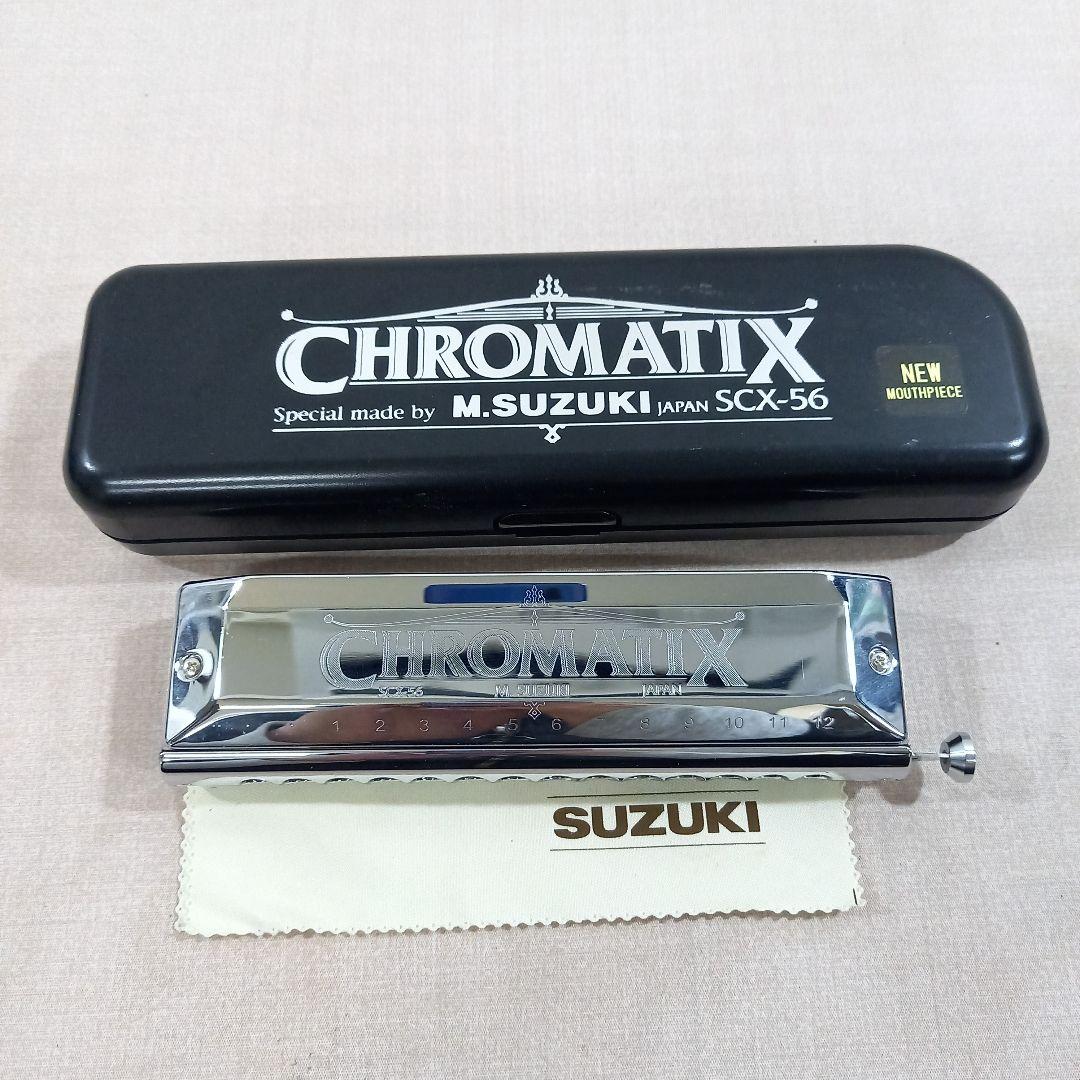 CHROMATIX
Special made by M.SUZUKI JAPAN SCX-56
NEW
MOUTHPIECE
CHROMATIX
SCX-56 M. SUZUKI JAPAN
1 2 3 4 5 6 8 9 10 11 12
SUZUKI